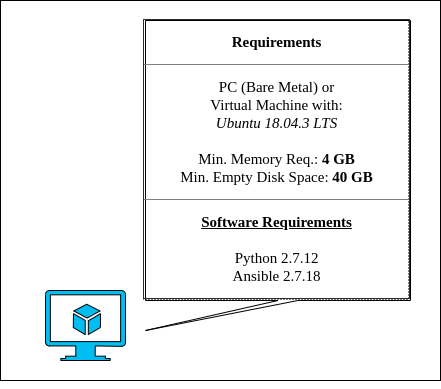 Requirements
PC (Bare Metal) or
Virtual Machine with:
Ubuntu 18.04.3 LTS
Min. Memory Req.: 4 GB
Min. Empty Disk Space: 40 GB
Software Requirements
Python 2.7.12
Ansible 2.7.18